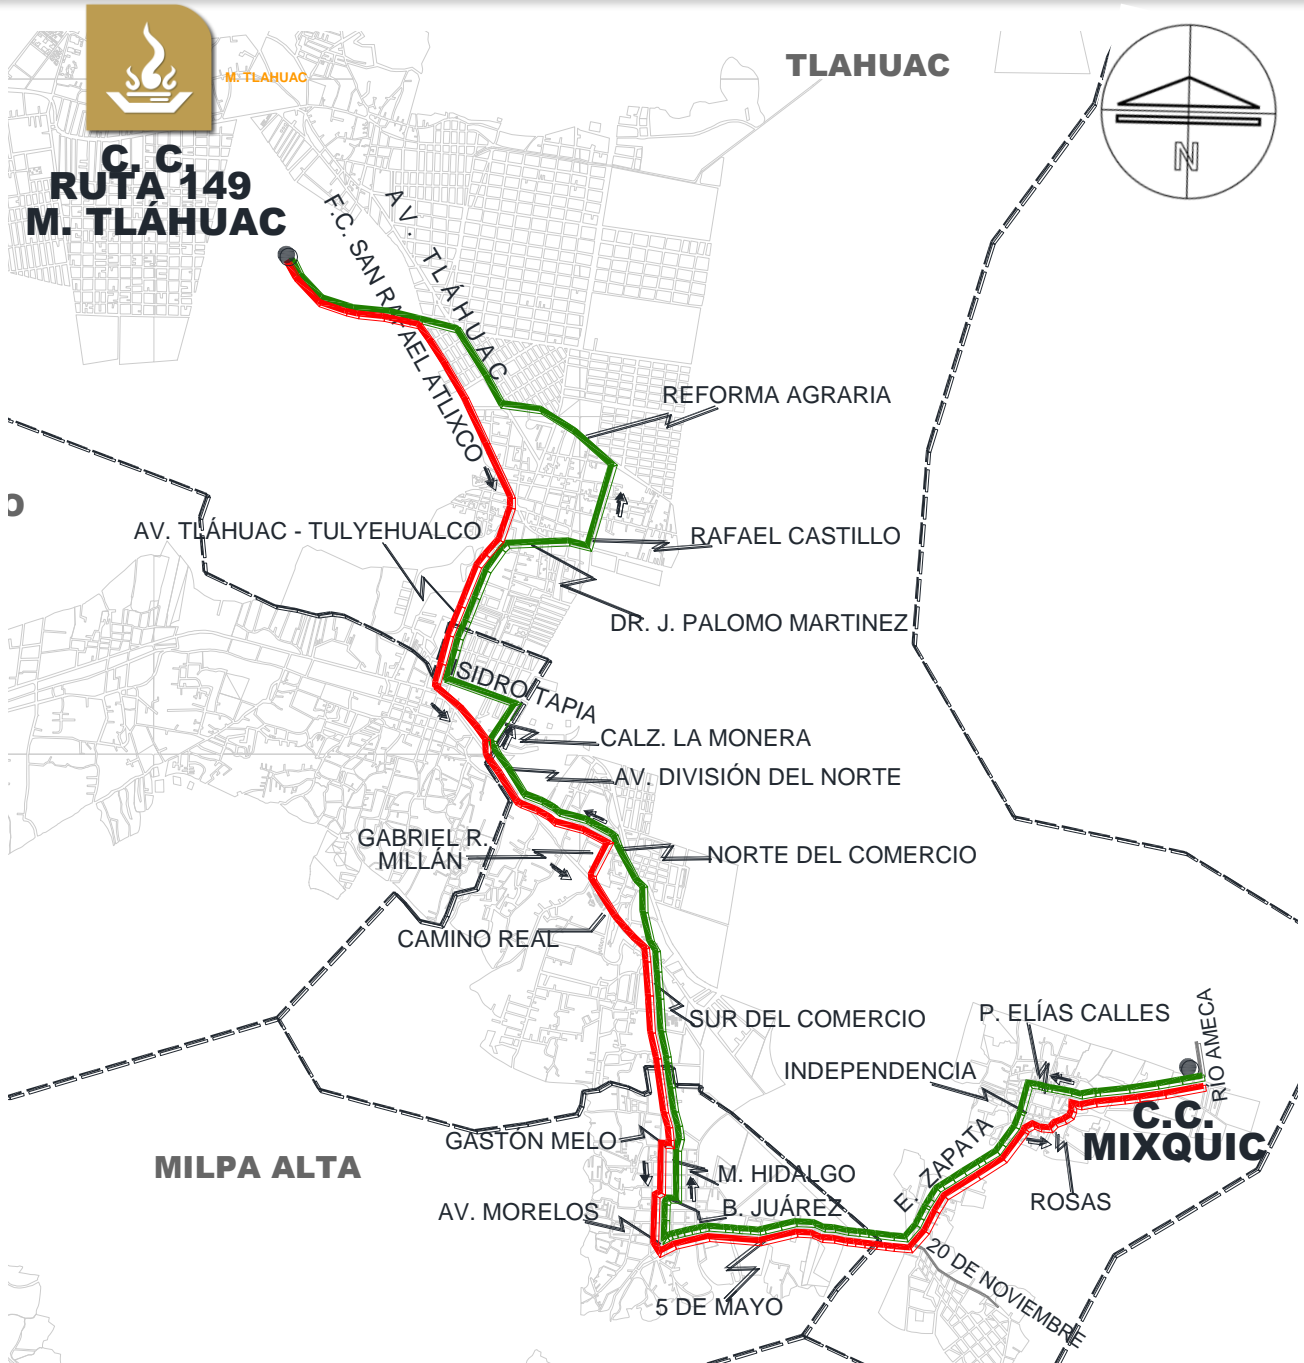 M. TLAHUAC
TLAHUAC
C. C.
RUTA 149
M. TLÁHUAC
N
AV. TLÁHUAC
F.C. SAN RAFAEL ATLIXCO
REFORMA AGRARIA
O
AV. TLÁHUAC - TULYEHUALCO
RAFAEL CASTILLO
DR. J. PALOMO MARTINEZ
ISIDRO TAPIA
CALZ. LA MONERA
AV. DIVISIÓN DEL NORTE
GABRIEL R.
MILLÁN
NORTE DEL COMERCIO
CAMINO REAL
SUR DEL COMERCIO
P. ELÍAS CALLES
RIO AMECA
INDEPENDENCIA
C.C.
MIXQUIC
GASTÓN MELO
E. ZAPATA
MILPA ALTA
M. HIDALGO
ROSAS
AV. MORELOS
B. JUÁREZ
20 DE NOVIEMBRE
5 DE MAYO